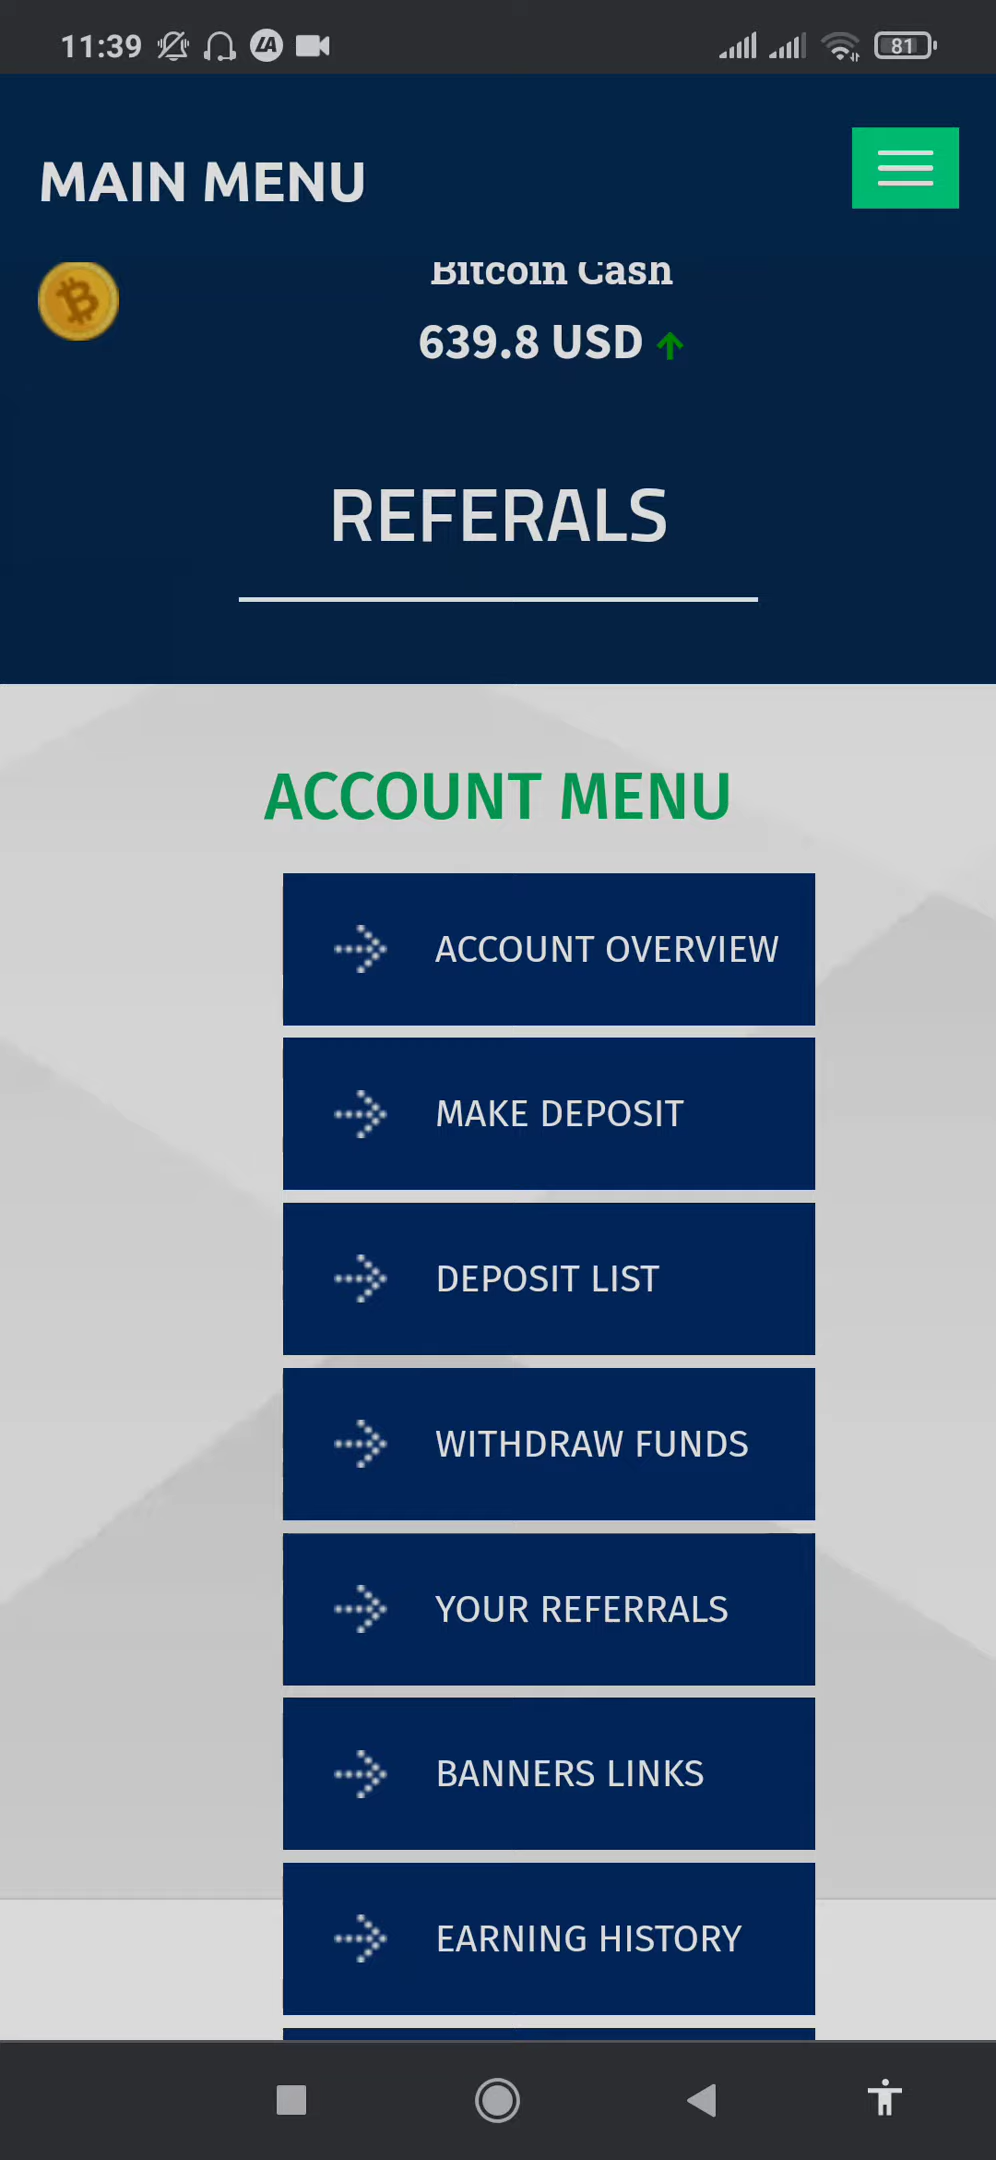 11:39
81
MAIN MENU
Bitcoin Cash
639.8 USD
REFERALS
ACCOUNT MENU
ACCOUNT OVERVIEW
MAKE DEPOSIT
DEPOSIT LIST
WITHDRAW FUNDS
YOUR REFERRALS
BANNERS LINKS
EARNING HISTORY